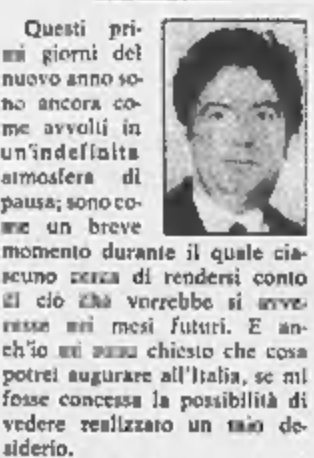 Questi pri-
mi giorni del
nuovo anno so-
no ancora co-
me avvolti in
un'indefinita
atmosfera di
pausa; sono co-
me un breve
momento durante il quale cia-
scuno cerca di rendersi conto
di ciò che vorrebbe si avve-
rasse nei mesi futuri. E an-
ch'io mi sono chiesto che cosa
potrei augurare all'Italia, se mi
fosse concessa la possibilità di
vedere realizzato un mio de-
siderio.